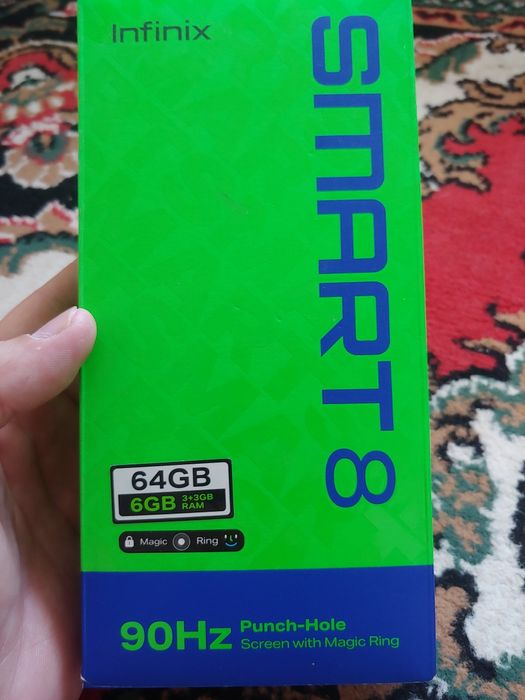 Infinix
SMART 8
64GB
6GB 3+3GB RAM
Magic Ring
90Hz Punch-Hole
Screen with Magic Ring